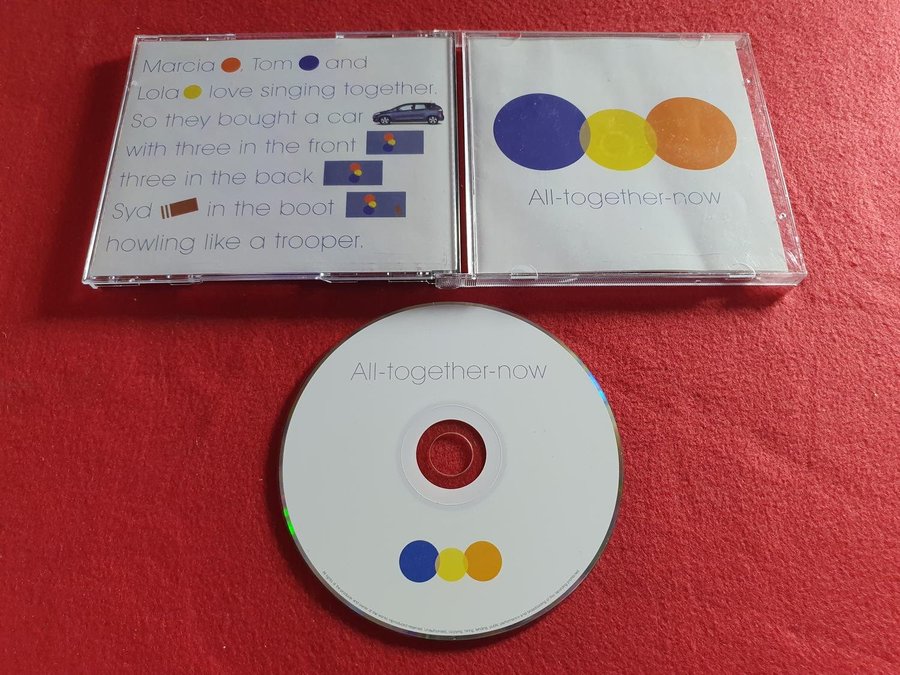 Marcia , Tom and
Lola love singing together.
So they bought a car
with three in the front
three in the back
Syd in the boot
howling like a trooper.
All-together-now
All-together-now